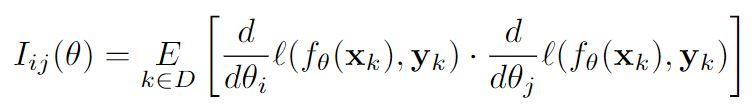 $I_{ij}(\theta) = \underset{k \in D}{E} \left[ \frac{d}{d\theta_i} \ell(f_\theta(\mathbf{x}_k), \mathbf{y}_k) \cdot \frac{d}{d\theta_j} \ell(f_\theta(\mathbf{x}_k), \mathbf{y}_k) \right]$